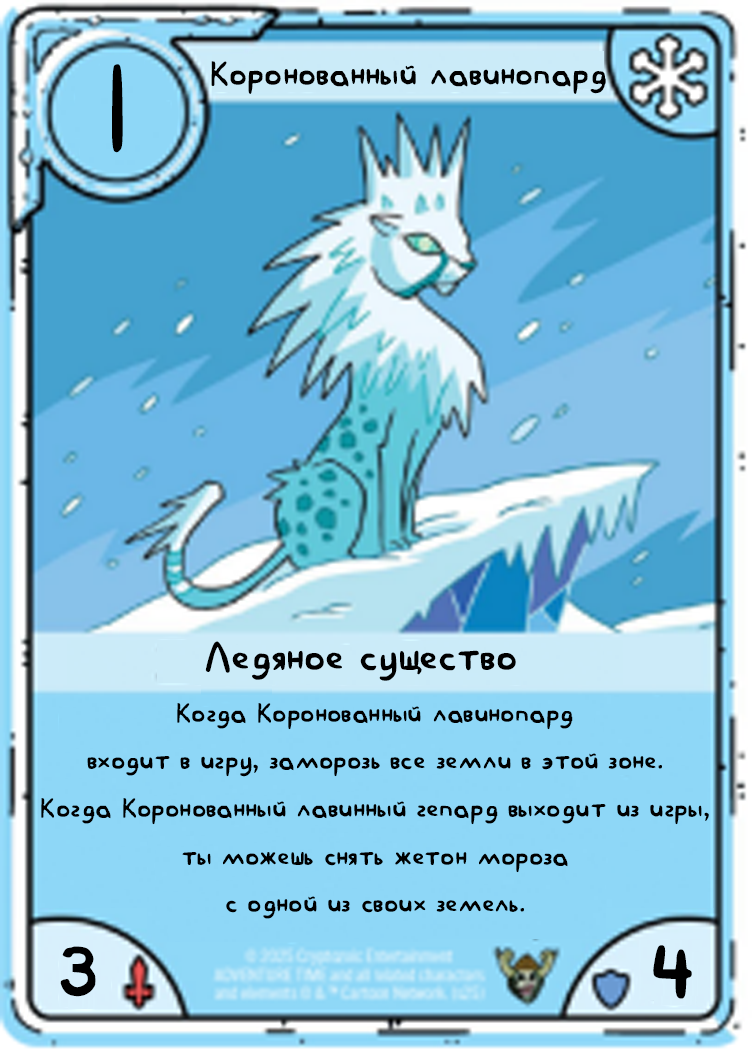 1
Коронованный лавинопард
Ледяное существо
Когда Коронованный лавинопард
входит в игру, заморозь все земли в этой зоне.
Когда Коронованный лавинный гепард выходит из игры,
ты можешь снять жетон мороза
с одной из своих земель.
3
4
© 2025 Cryptozoic Entertainment
ADVENTURE TIME and all related characters
and elements © & ™ Cartoon Network. (s25)